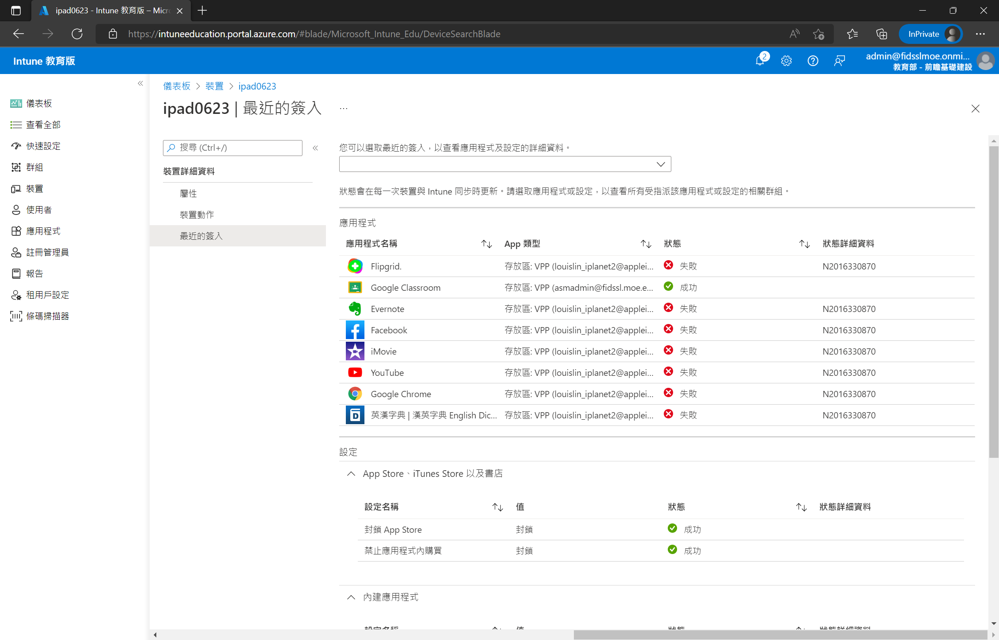 ipad0623 - Intune 教育版 – Micr
https://intuneeducation.portal.azure.com/#blade/Microsoft_Intune_Edu/DeviceSearchBlade
InPrivate
Intune 教育版
2
admin@fidsslmoe.onmi...
教育部 - 前瞻基礎建設
儀表板
查看全部
快速設定
群組
裝置
使用者
應用程式
註冊管理員
報告
租用戶設定
條碼掃描器
儀表板 > 裝置 > ipad0623
ipad0623 | 最近的簽入 ...
搜尋 (Ctrl+/)
裝置詳細資料
屬性
裝置動作
最近的簽入
您可以選取最近的簽入，以查看應用程式及設定的詳細資料。
狀態會在每一次裝置與 Intune 同步時更新。請選取應用程式或設定，以查看所有受指派該應用程式或設定的相關群組。
應用程式
應用程式名稱 App 類型 狀態 狀態詳細資料
Flipgrid. 存放區: VPP (louislin_iplanet2@applei... 失敗 N2016330870
Google Classroom 存放區: VPP (asmadmin@fidssl.moe.e... 成功
Evernote 存放區: VPP (louislin_iplanet2@applei... 失敗 N2016330870
Facebook 存放區: VPP (louislin_iplanet2@applei... 失敗 N2016330870
iMovie 存放區: VPP (louislin_iplanet2@applei... 失敗 N2016330870
YouTube 存放區: VPP (louislin_iplanet2@applei... 失敗 N2016330870
Google Chrome 存放區: VPP (louislin_iplanet2@applei... 失敗 N2016330870
英漢字典 | 漢英字典 English Dic... 存放區: VPP (louislin_iplanet2@applei... 失敗 N2016330870
設定
App Store、iTunes Store 以及書店
設定名稱 值 狀態 狀態詳細資料
封鎖 App Store 封鎖 成功
禁止應用程式內購買 封鎖 成功
內建應用程式
設定名稱 值 狀態 狀態詳細資料